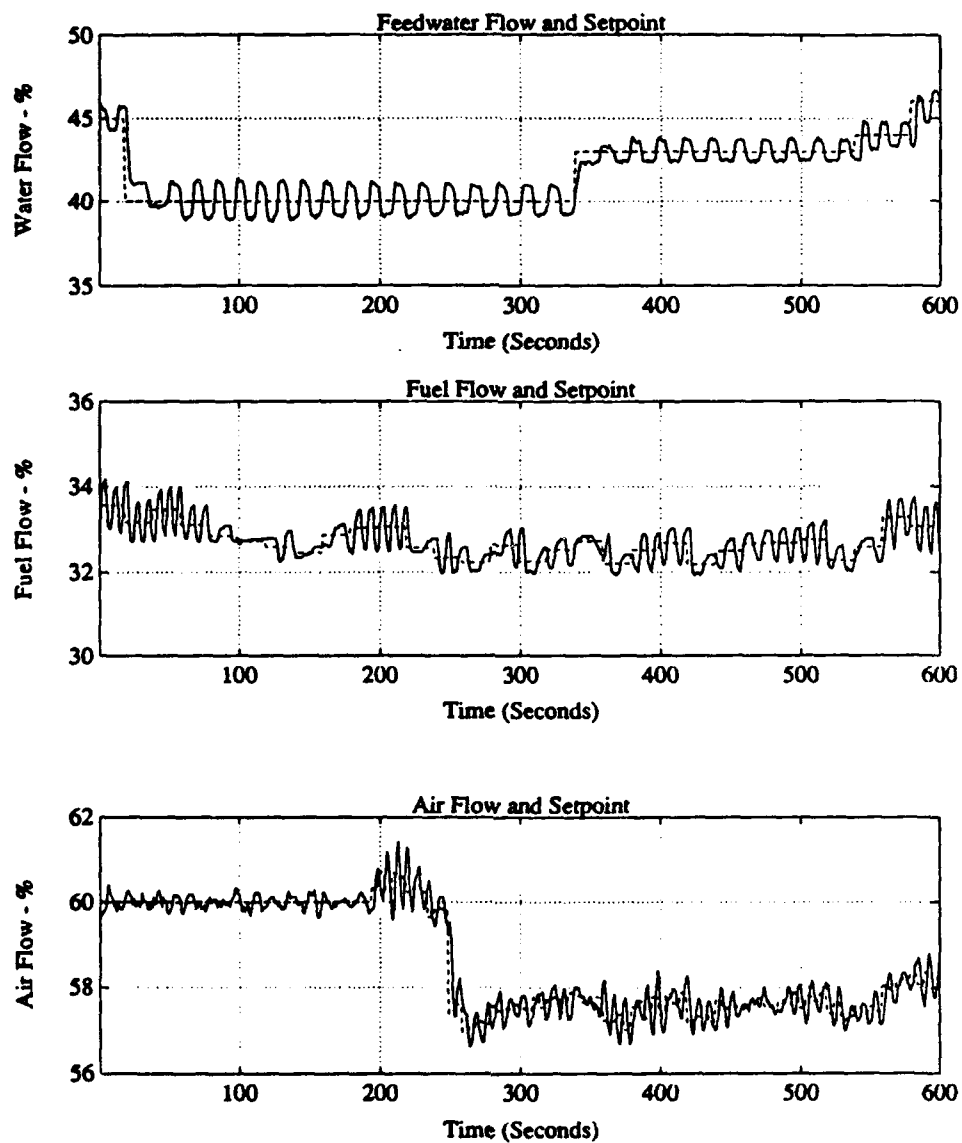 Feedwater Flow and Setpoint
50
45
40
35
Water Flow - %
100 200 300 400 500 600
Time (Seconds)
Fuel Flow and Setpoint
36
34
32
30
Fuel Flow - %
100 200 300 400 500 600
Time (Seconds)
Air Flow and Setpoint
62
60
58
56
Air Flow - %
100 200 300 400 500 600
Time (Seconds)